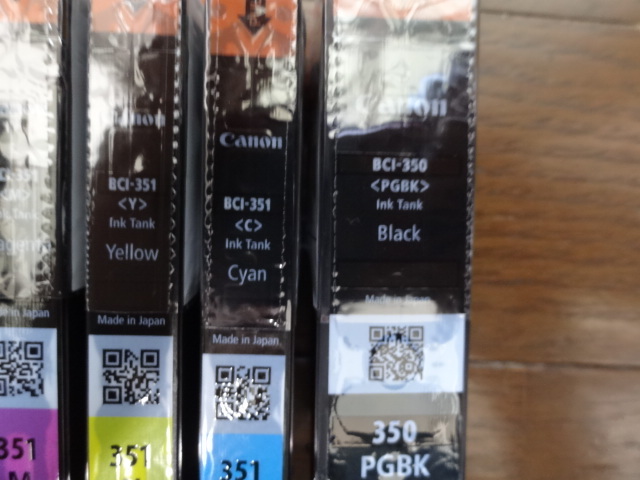 351
M
Canon
BCI-351
<Y>
Ink Tank
Yellow
Made in Japan
351
Canon
BCI-351
<C>
Ink Tank
Cyan
Made in Japan
351
Canon
BCI-350
<PGBK>
Ink Tank
Black
350
PGBK